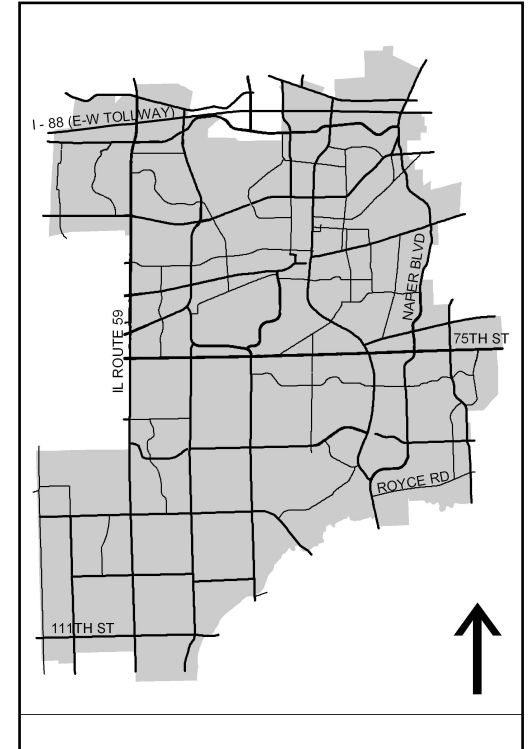 I - 88 (E-W TOLLWAY)
NAPER BLVD
IL ROUTE 59
75TH ST
ROYCE RD
111TH ST